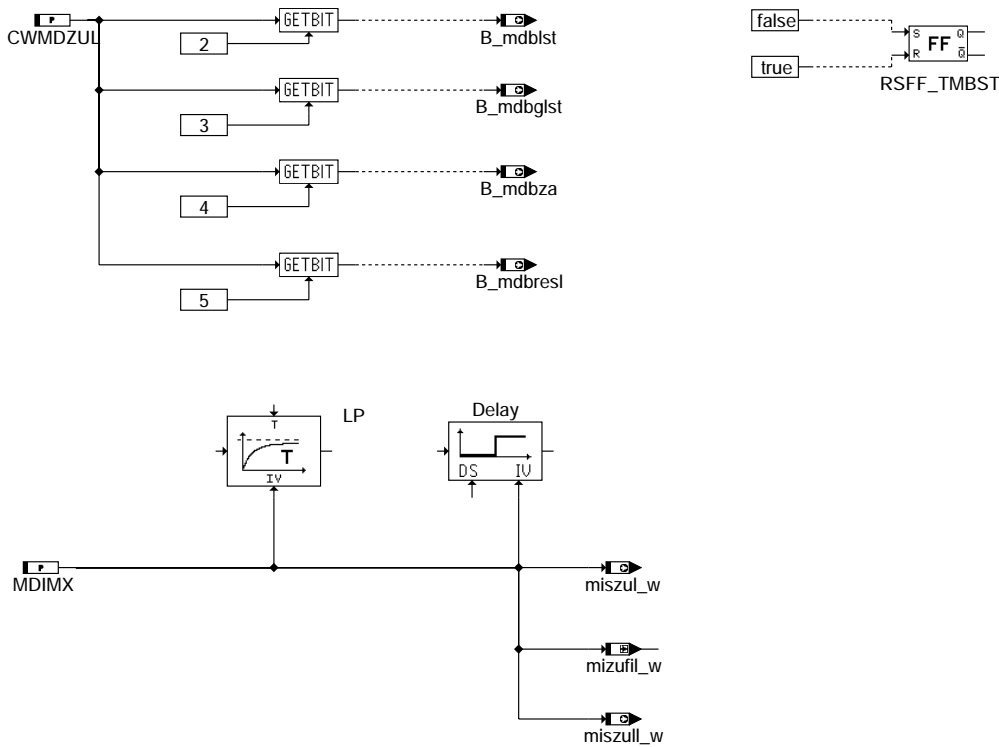 P
CWMDZUL
GETBIT
2
B_mdblst
false
true
S Q
FF
R Q̅
RSFF_TMBST
GETBIT
3
B_mdbglst
GETBIT
4
B_mdbza
GETBIT
5
B_mdbresl
T
LP
T
IV
Delay
DS IV
P
MDIMX
miszul_w
mizufil_w
miszull_w